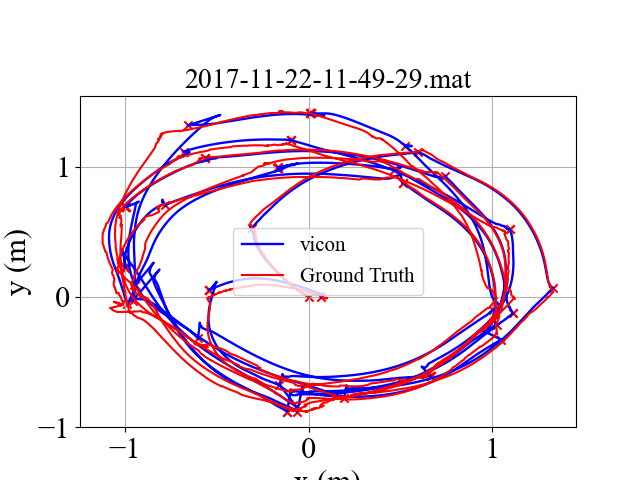 2017-11-22-11-49-29.mat
y (m)
1
0
−1
vicon
Ground Truth
−1
0
1
x (m)